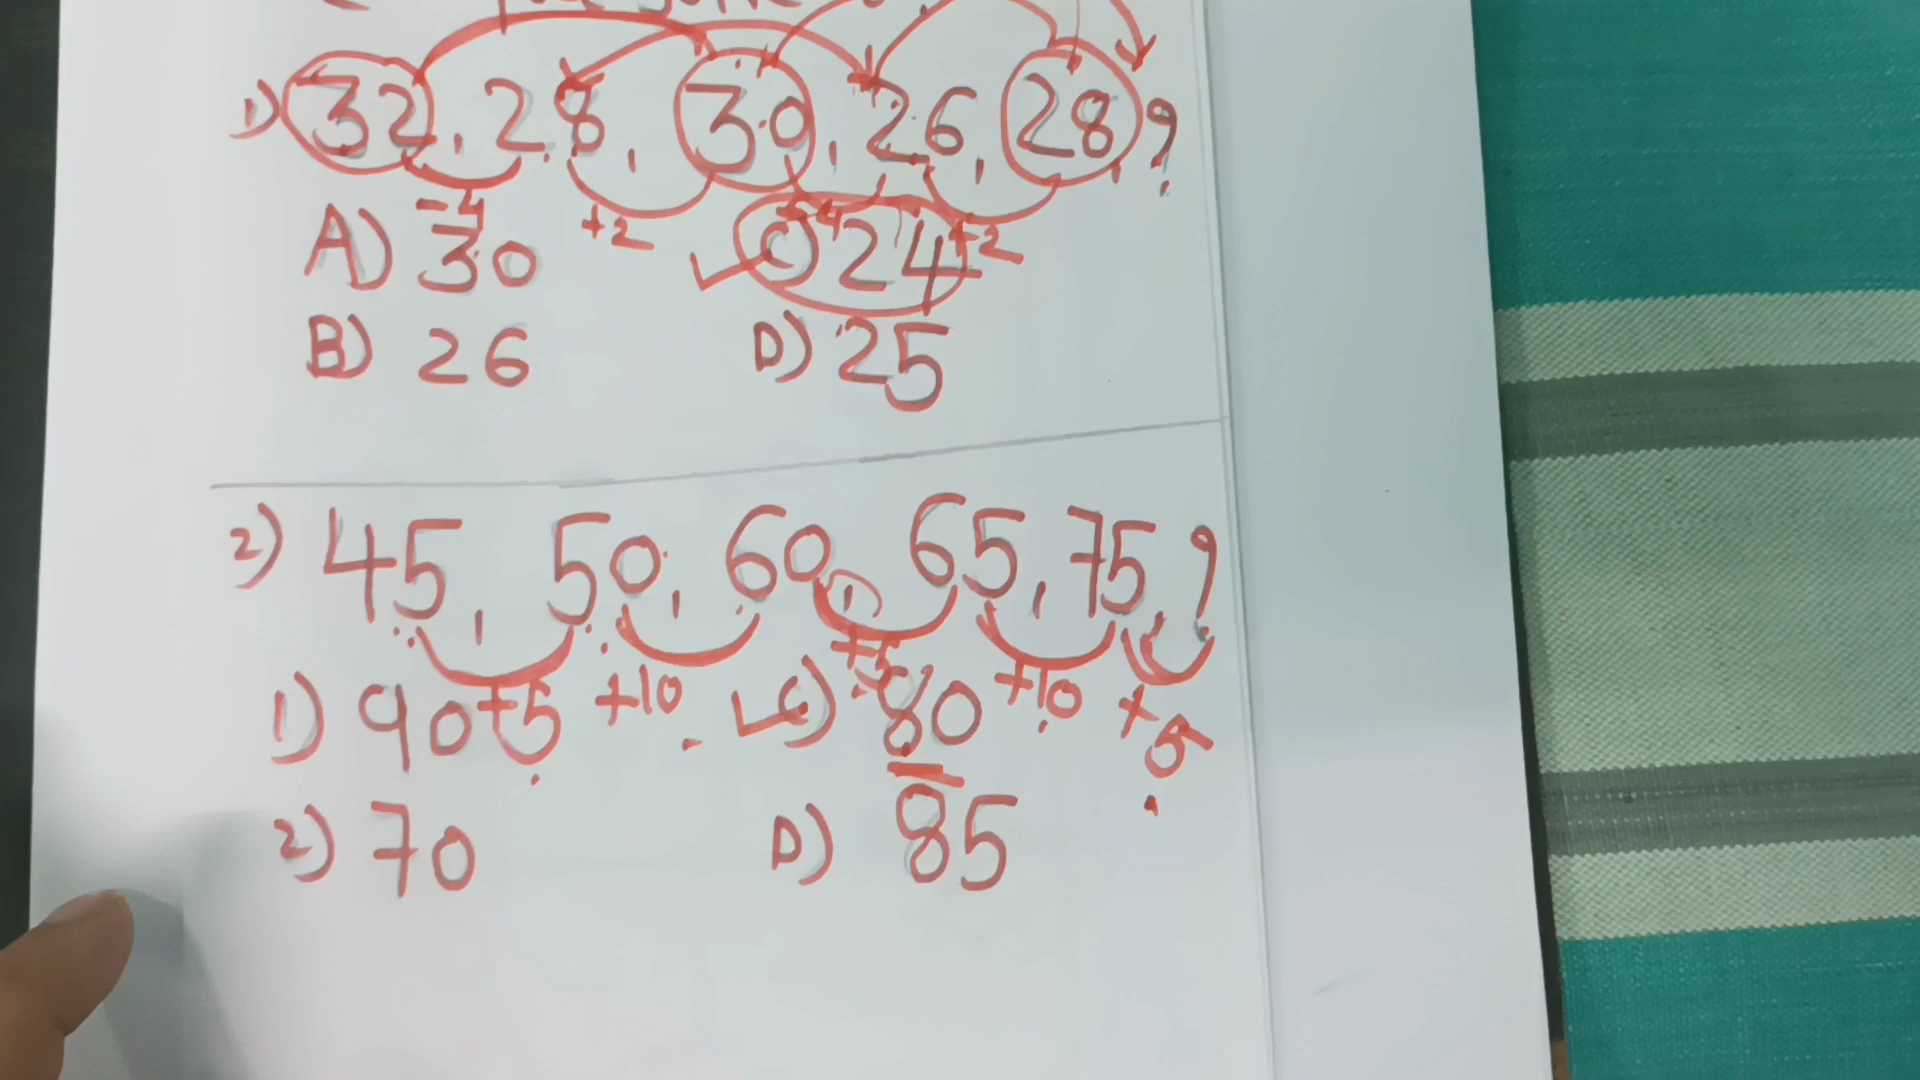 1) 32, 28, 30, 26, 28, ?
-4 +2 -4 +2
A) 30 C) 24
B) 26 D) 25
2) 45, 50, 60, 65, 75, ?
+5 +10 +5 +10 +5
1) 90 C) 80
2) 70 D) 85